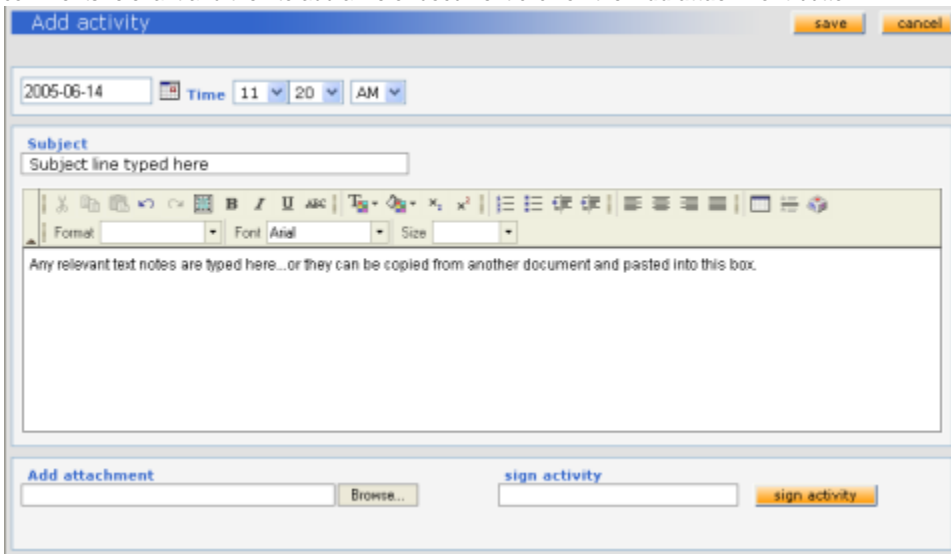 Add activity save cancel
2005-06-14 Time 11 20 AM
Subject
Subject line typed here
B I U ABC
Format Font Arial Size
Any relevant text notes are typed here...or they can be copied from another document and pasted into this box.
Add attachment sign activity
Browse... sign activity